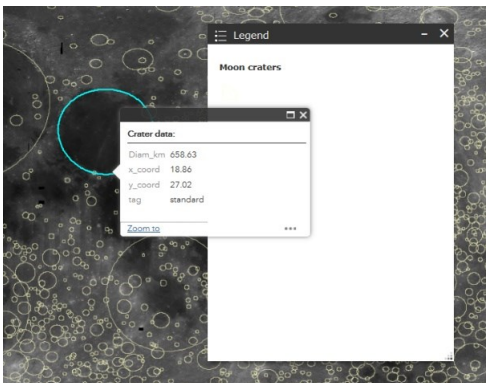 Legend
Moon craters
Crater data:
Diam_km 658.63
x_coord 18.86
y_coord 27.02
tag standard
Zoom to